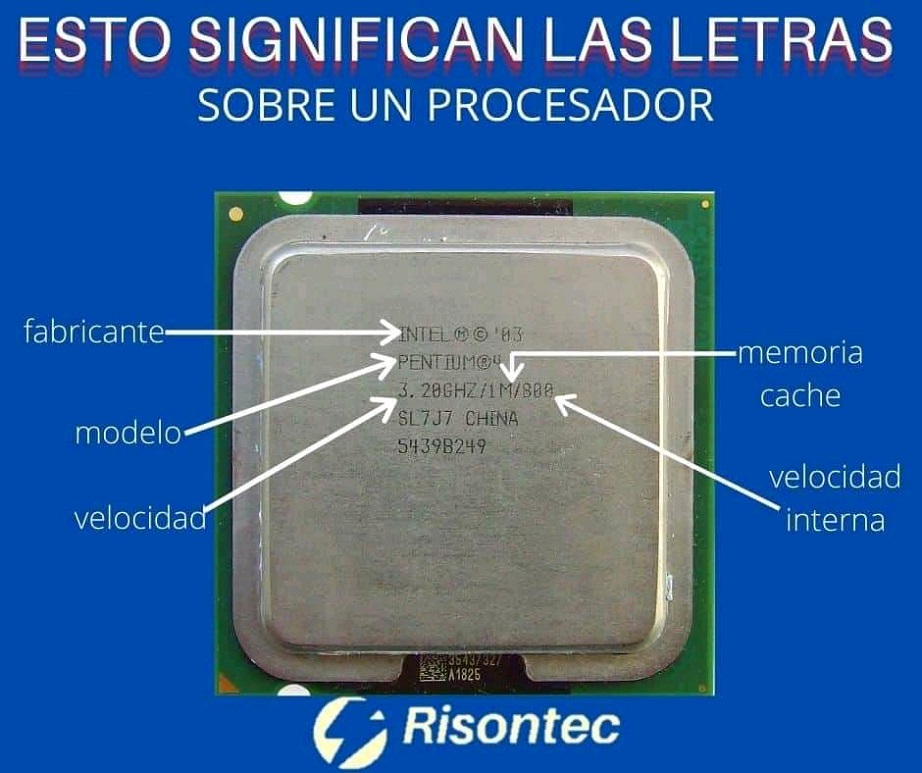 ESTO SIGNIFICAN LAS LETRAS
SOBRE UN PROCESADOR
fabricante
modelo
velocidad
INTEL®©'03
PENTIUM®4
3.20GHZ/1M/800
SL7J7 CHINA
5439B249
memoria
cache
velocidad
interna
A1825
Risontec